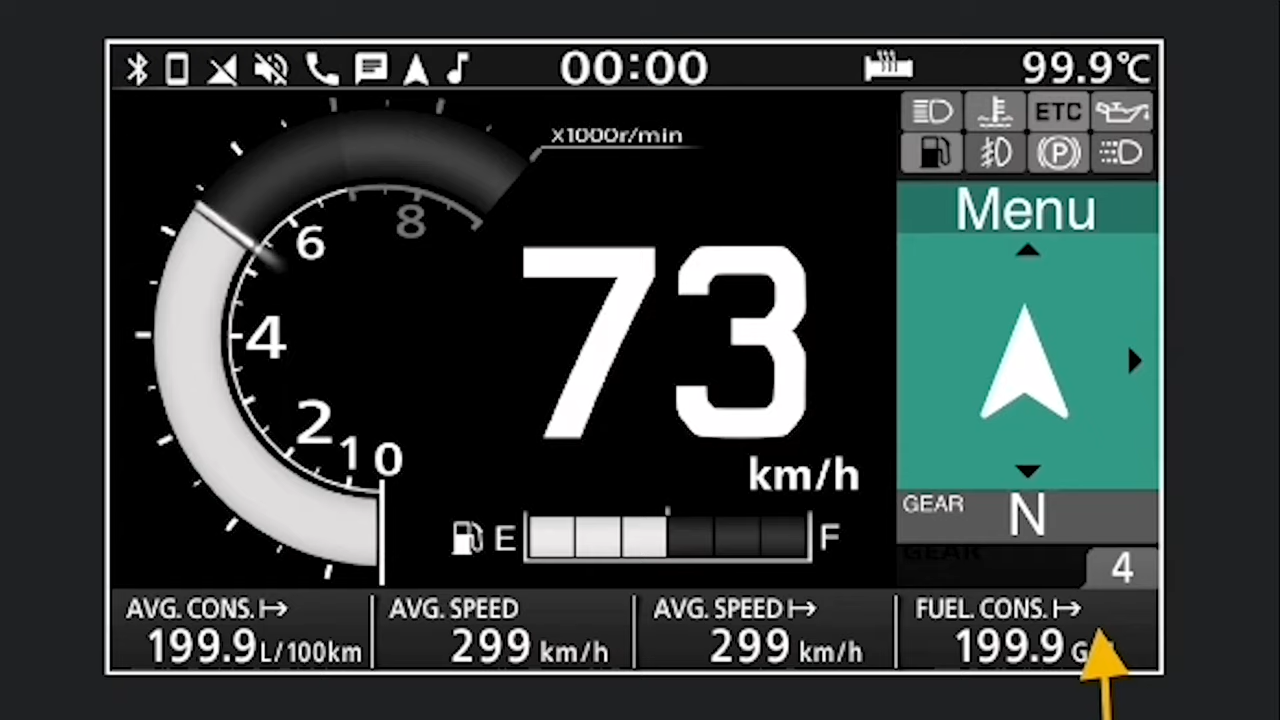 00:00
99.9℃
ETC
P
x1000r/min
Menu
8
6
4
2
1
0
73
km/h
E
F
GEAR
N
GEAR
4
AVG. CONS.↦
199.9 L/100km
AVG. SPEED
299 km/h
AVG. SPEED↦
299 km/h
FUEL. CONS.↦
199.9